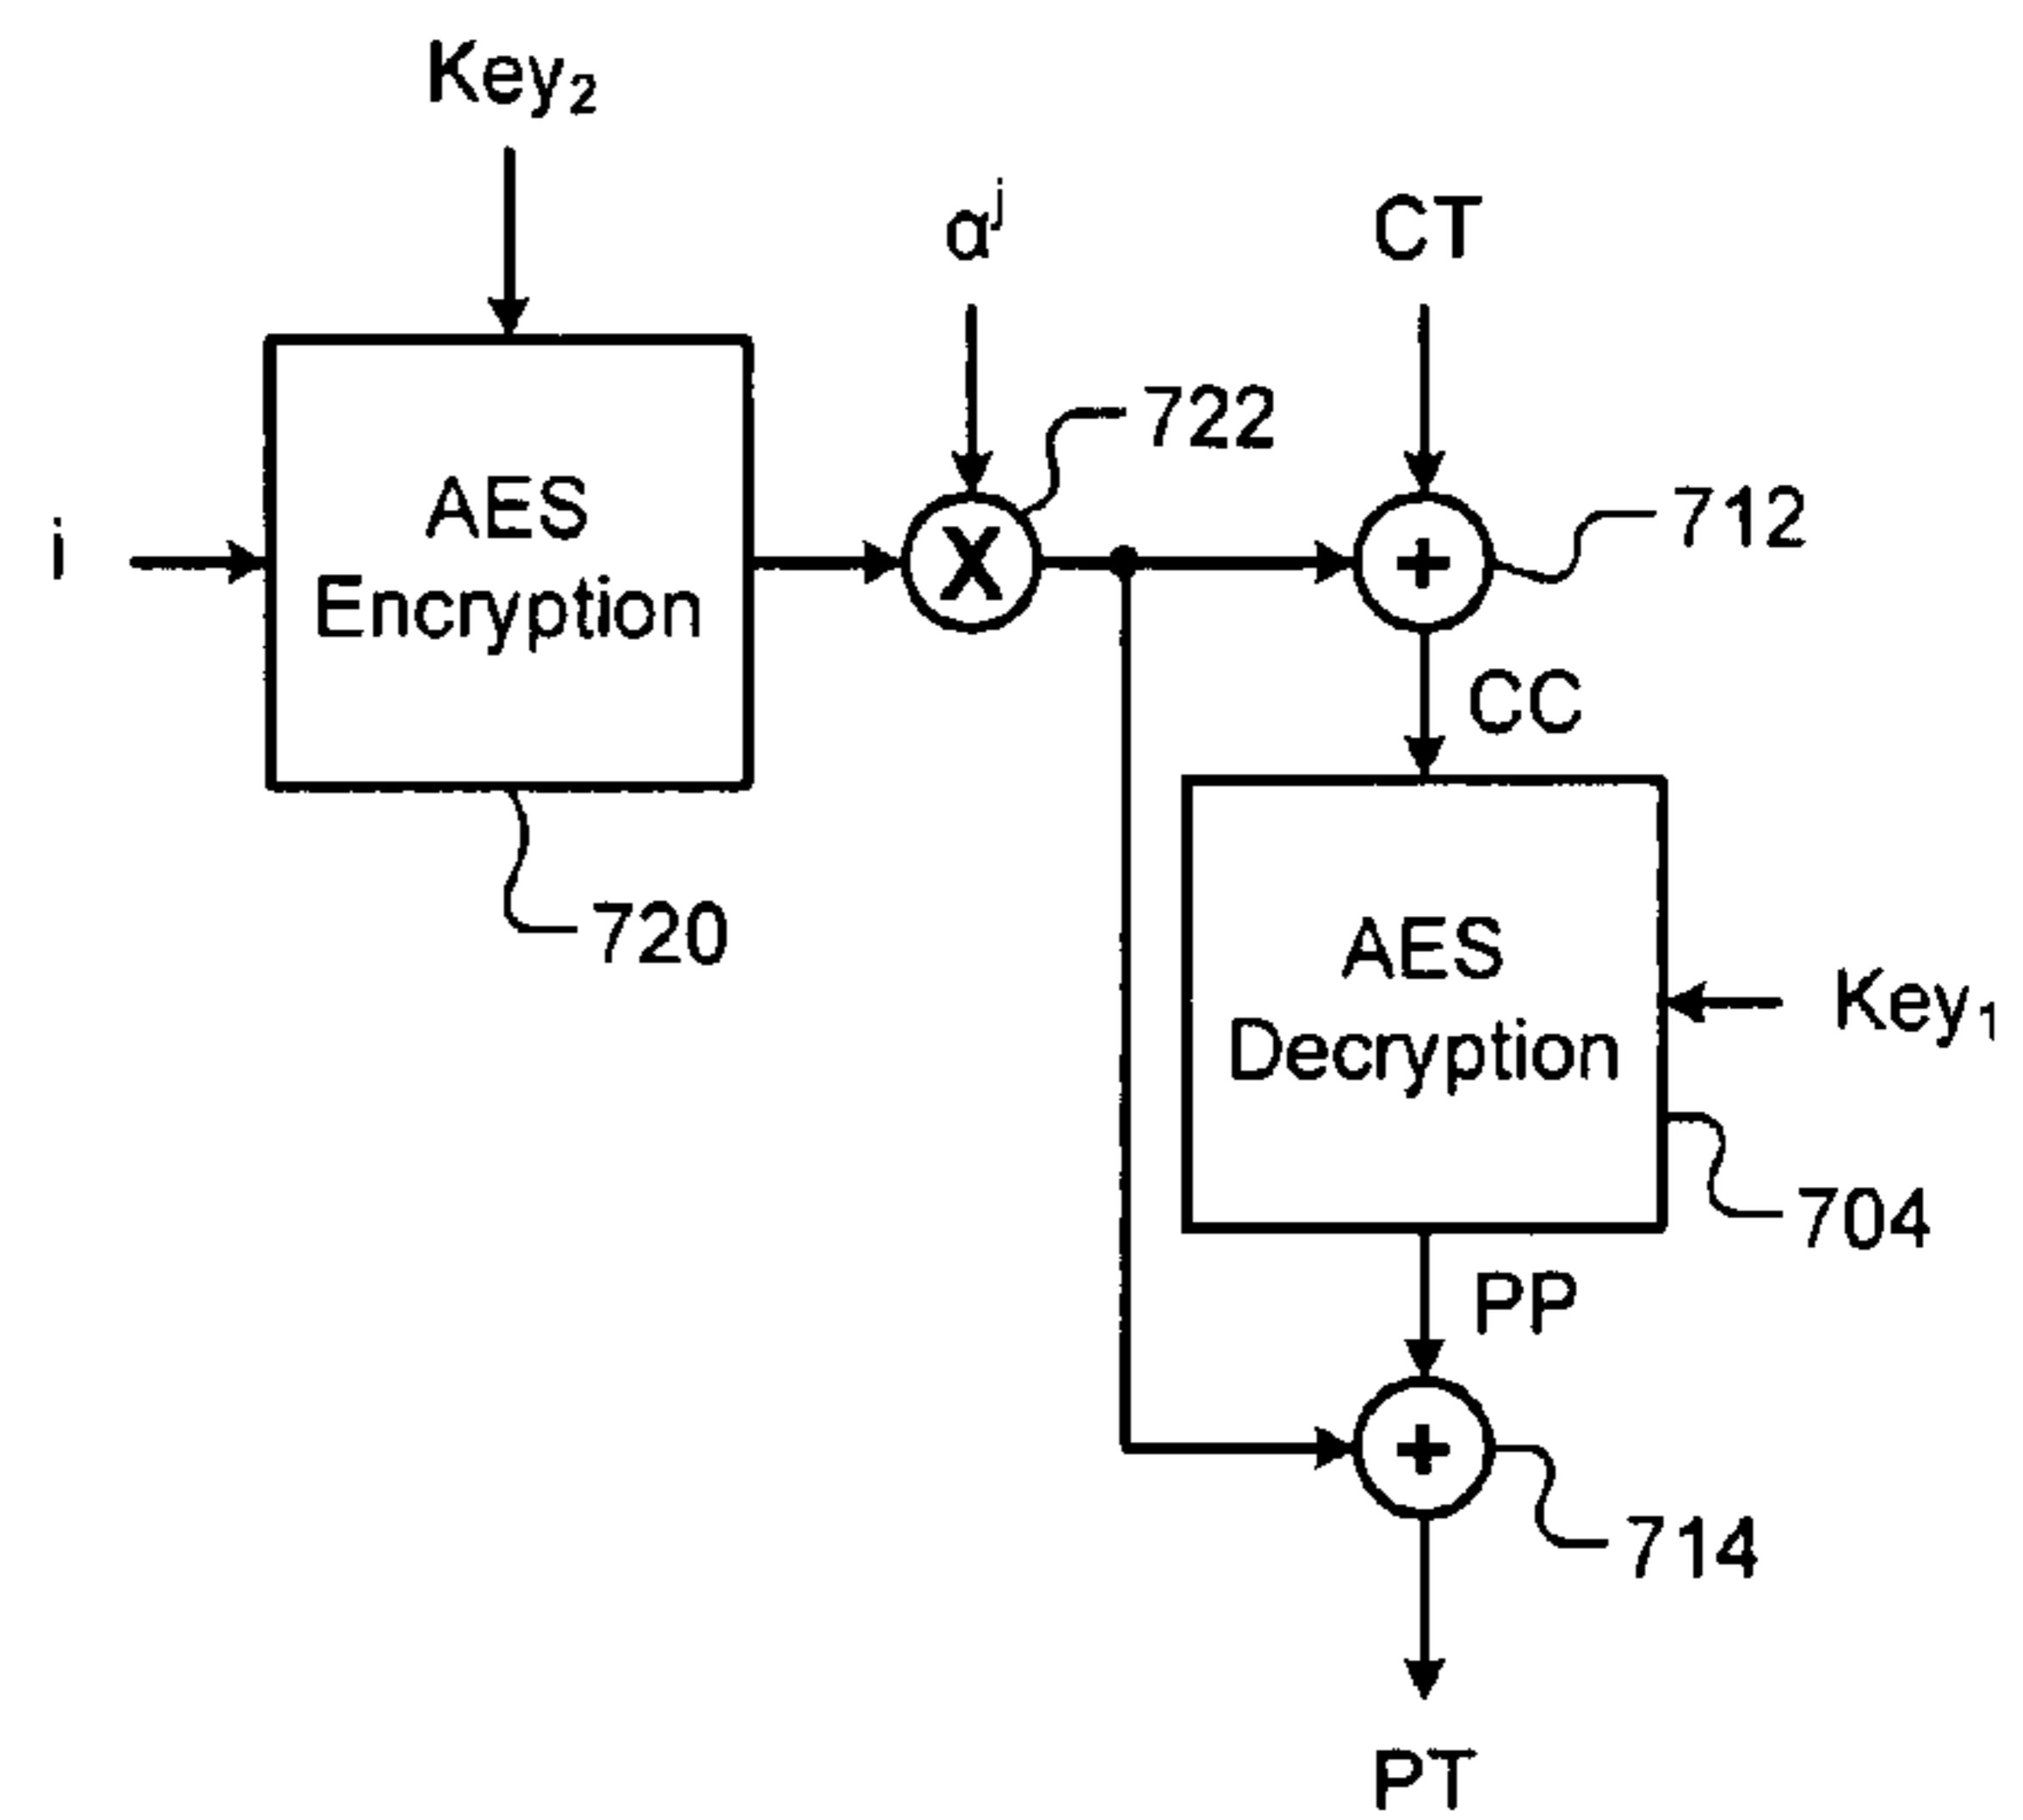 Key₂
αʲ
CT
722
712
i
AES
Encryption
CC
720
AES
Decryption
Key₁
704
PP
714
PT